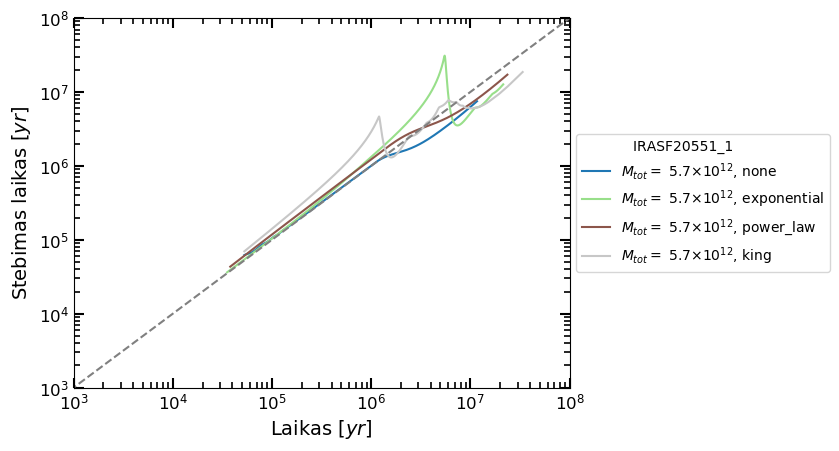 10^8
10^7
10^6
10^5
10^4
10^3
Stebimas laikas [yr]
10^3 10^4 10^5 10^6 10^7 10^8
Laikas [yr]
IRASF20551_1
M_tot = 5.7×10^12, none
M_tot = 5.7×10^12, exponential
M_tot = 5.7×10^12, power_law
M_tot = 5.7×10^12, king